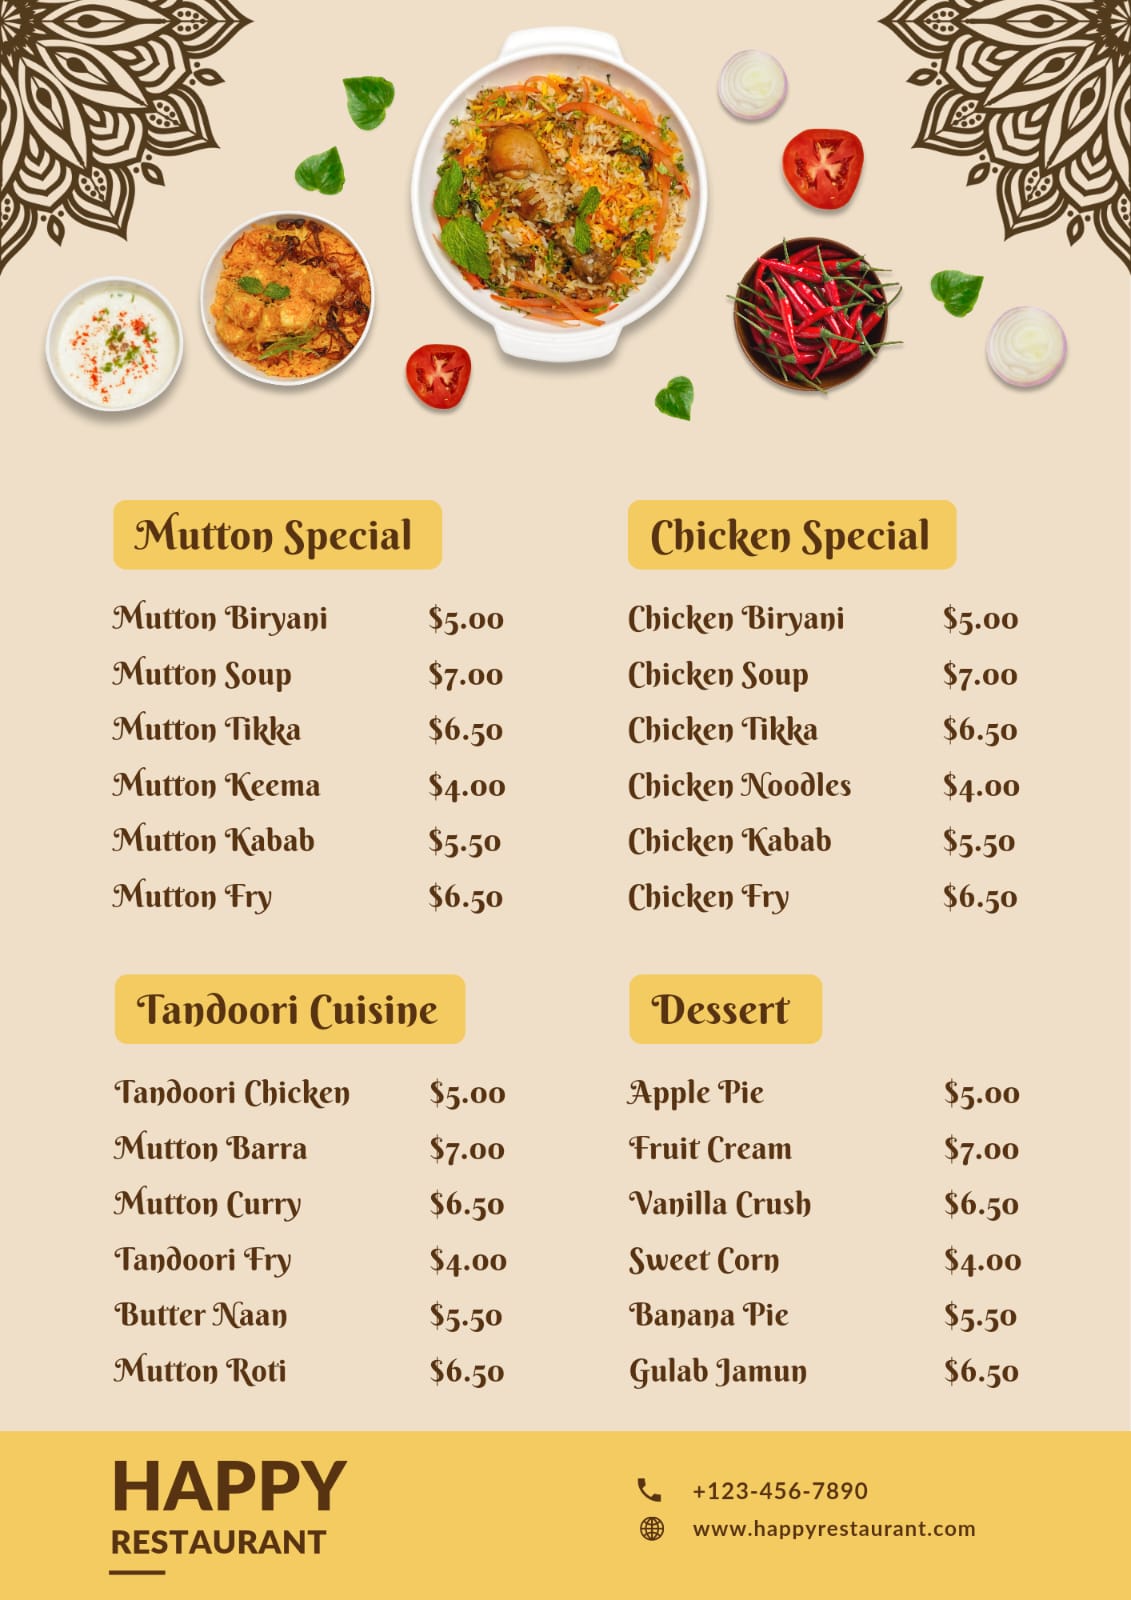 Mutton Special
Mutton Biryani $5.00
Mutton Soup $7.00
Mutton Tikka $6.50
Mutton Keema $4.00
Mutton Kabab $5.50
Mutton Fry $6.50
Chicken Special
Chicken Biryani $5.00
Chicken Soup $7.00
Chicken Tikka $6.50
Chicken Noodles $4.00
Chicken Kabab $5.50
Chicken Fry $6.50
Tandoori Cuisine
Tandoori Chicken $5.00
Mutton Barra $7.00
Mutton Curry $6.50
Tandoori Fry $4.00
Butter Naan $5.50
Mutton Roti $6.50
Dessert
Apple Pie $5.00
Fruit Cream $7.00
Vanilla Crush $6.50
Sweet Corn $4.00
Banana Pie $5.50
Gulab Jamun $6.50
HAPPY
RESTAURANT
+123-456-7890
www.happyrestaurant.com